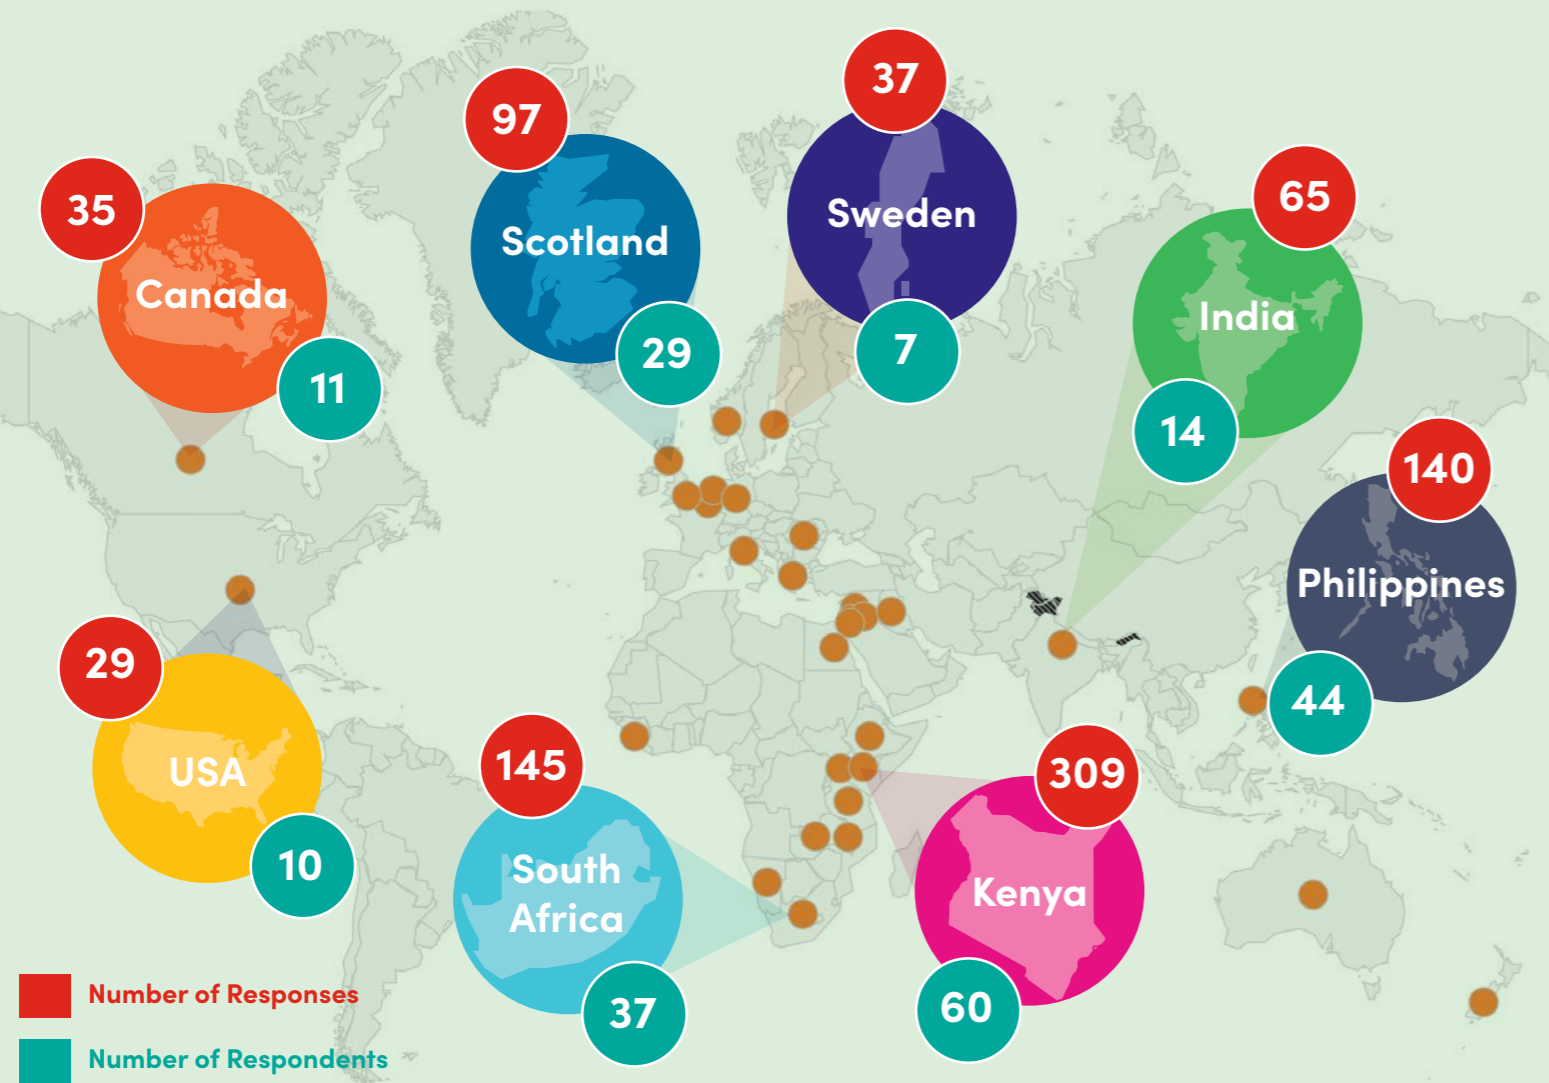 37
97
Sweden
65
35
Scotland
Canada
India
29
7
11
14
140
Philippines
29
44
USA
145
309
10
South
Africa
Kenya
37
60
Number of Responses
Number of Respondents